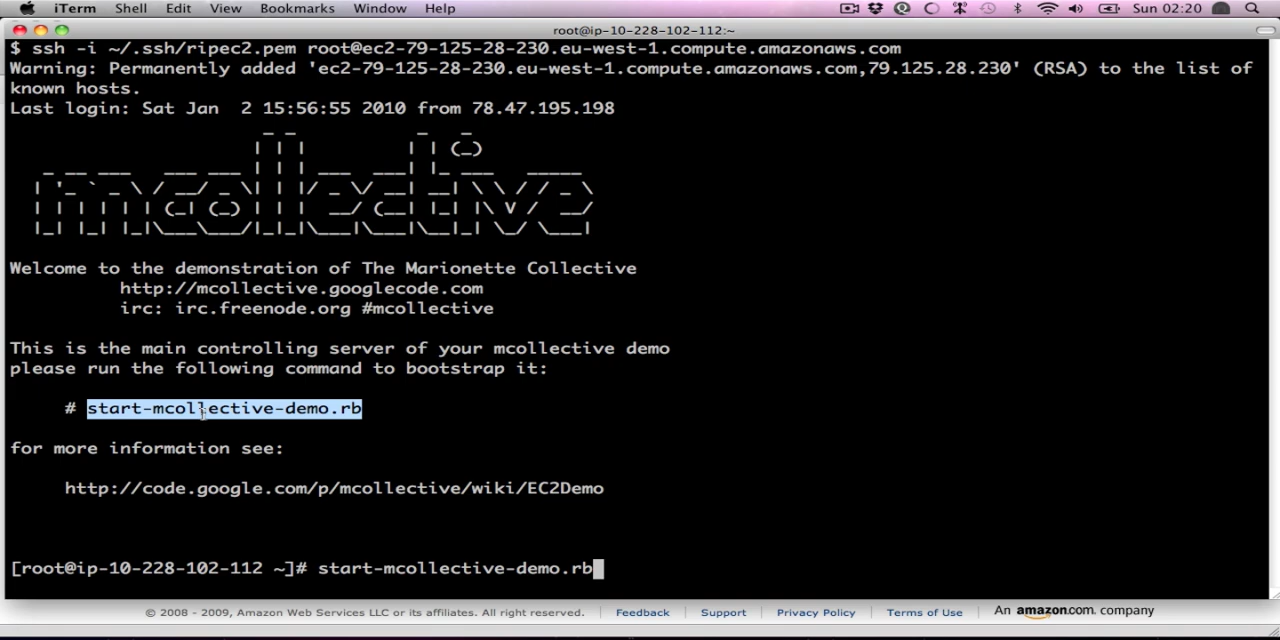 iTerm Shell Edit View Bookmarks Window Help Sun 02:20
root@ip-10-228-102-112:~
$ ssh -i ~/.ssh/ripec2.pem root@ec2-79-125-28-230.eu-west-1.compute.amazonaws.com
Warning: Permanently added 'ec2-79-125-28-230.eu-west-1.compute.amazonaws.com,79.125.28.230' (RSA) to the list of
known hosts.
Last login: Sat Jan  2 15:56:55 2010 from 78.47.195.198
mcollective
Welcome to the demonstration of The Marionette Collective
http://mcollective.googlecode.com
irc: irc.freenode.org #mcollective
This is the main controlling server of your mcollective demo
please run the following command to bootstrap it:
# start-mcollective-demo.rb
for more information see:
http://code.google.com/p/mcollective/wiki/EC2Demo
[root@ip-10-228-102-112 ~]# start-mcollective-demo.rb
© 2008 - 2009, Amazon Web Services LLC or its affiliates. All right reserved. | Feedback | Support | Privacy Policy | Terms of Use | An amazon.com company